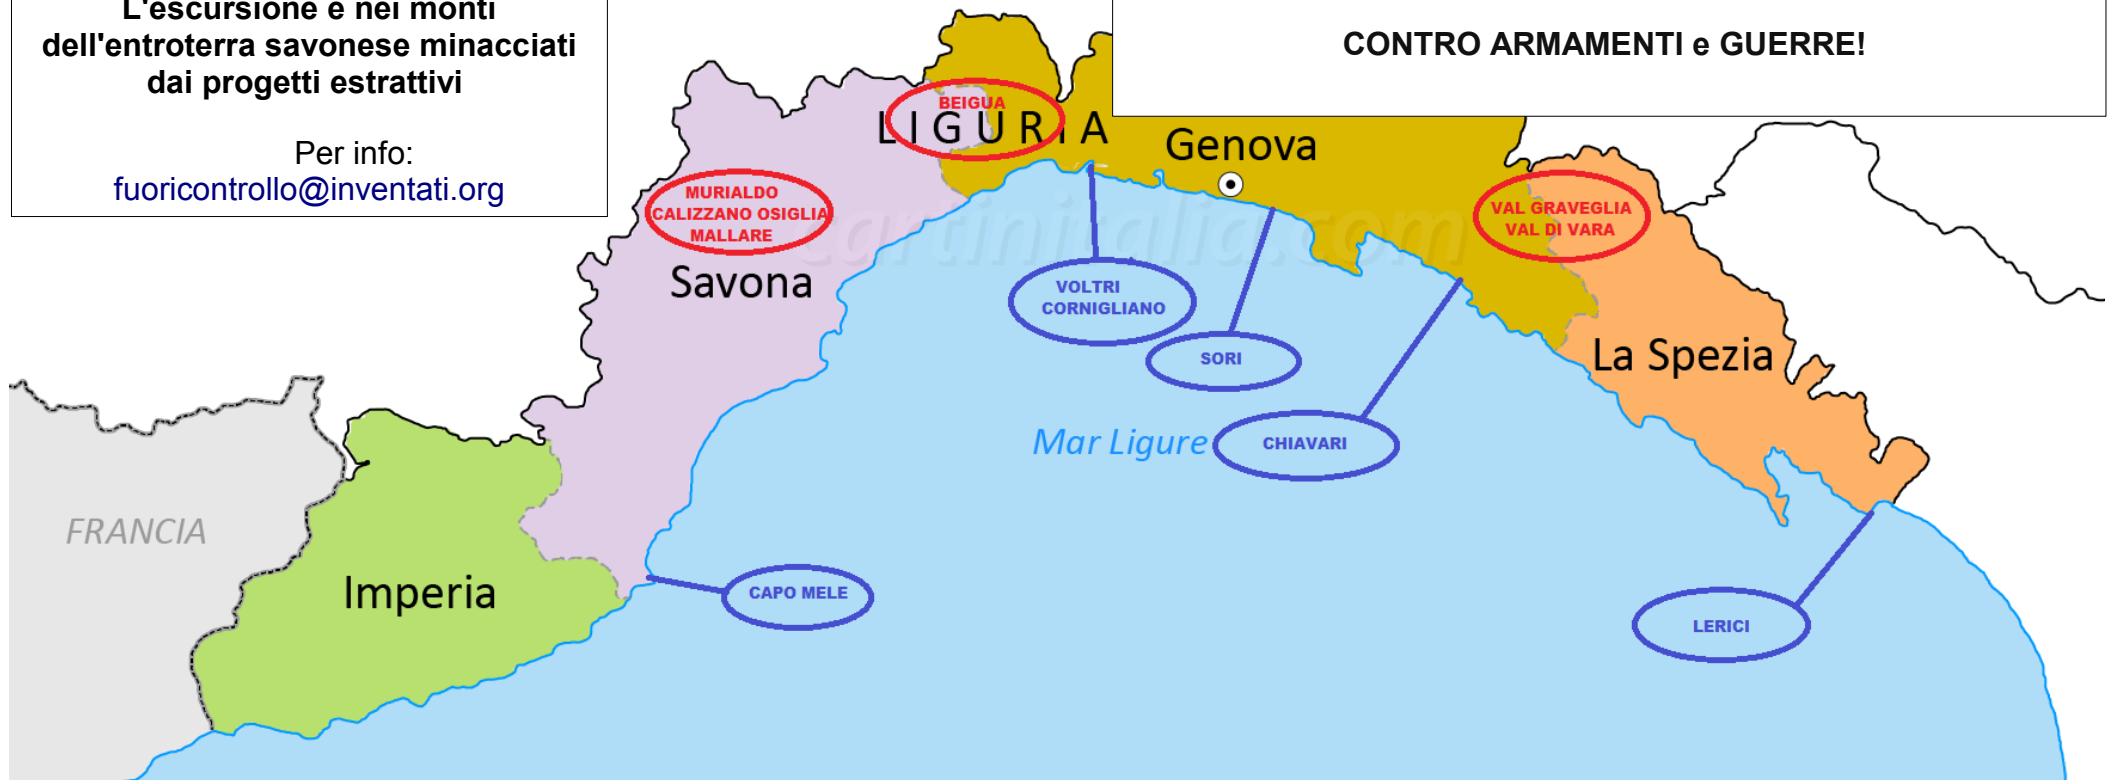 L'escursione è nei monti
dell'entroterra savonese minacciati
dai progetti estrattivi
Per info:
fuoricontrollo@inventati.org
CONTRO ARMAMENTI e GUERRE!
BEIGUA
LIGURIA
Genova
MURIALDO
CALIZZANO OSIGLIA
MALLARE
VAL GRAVEGLIA
VAL DI VARA
cartinitalia.com
Savona
VOLTRI
CORNIGLIANO
SORI
La Spezia
Mar Ligure
CHIAVARI
FRANCIA
Imperia
CAPO MELE
LERICI